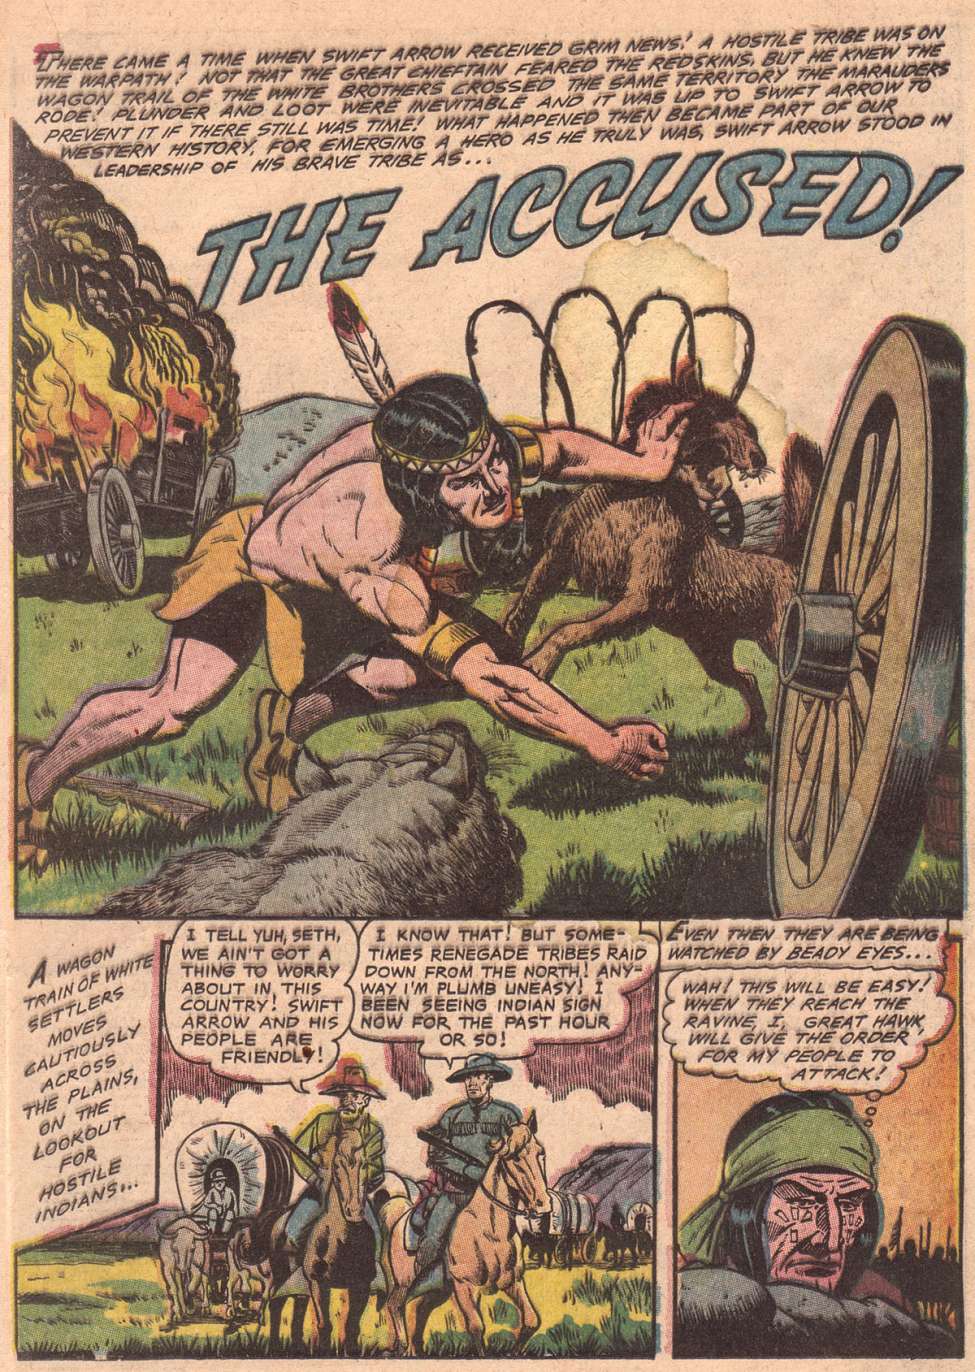 THERE CAME A TIME WHEN SWIFT ARROW RECEIVED GRIM NEWS! A HOSTILE TRIBE WAS ON
THE WARPATH! NOT THAT THE GREAT CHIEFTAIN FEARED THE REDSKINS, BUT HE KNEW THE
WAGON TRAIL OF THE WHITE BROTHERS CROSSED THE SAME TERRITORY THE MARAUDERS
RODE! PLUNDER AND LOOT WERE INEVITABLE AND IT WAS UP TO SWIFT ARROW TO
PREVENT IT IF THERE STILL WAS TIME! WHAT HAPPENED THEN BECAME PART OF OUR
WESTERN HISTORY, FOR EMERGING A HERO AS HE TRULY WAS, SWIFT ARROW STOOD IN
LEADERSHIP OF HIS BRAVE TRIBE AS...
THE ACCUSED!
A WAGON
TRAIN OF WHITE
SETTLERS
MOVES
CAUTIOUSLY
ACROSS
THE PLAINS,
ON THE
LOOKOUT
FOR
HOSTILE
INDIANS...
I TELL YUH, SETH,
WE AIN'T GOT A
THING TO WORRY
ABOUT IN THIS
COUNTRY! SWIFT
ARROW AND HIS
PEOPLE ARE
FRIENDLY!
I KNOW THAT! BUT SOME-
TIMES RENEGADE TRIBES RAID
DOWN FROM THE NORTH! ANY-
WAY I'M PLUMB UNEASY! I
BEEN SEEING INDIAN SIGN
NOW FOR THE PAST HOUR
OR SO!
EVEN THEN THEY ARE BEING
WATCHED BY BEADY EYES...
WAH! THIS WILL BE EASY!
WHEN THEY REACH THE
RAVINE, I, GREAT HAWK,
WILL GIVE THE ORDER
FOR MY PEOPLE TO
ATTACK!